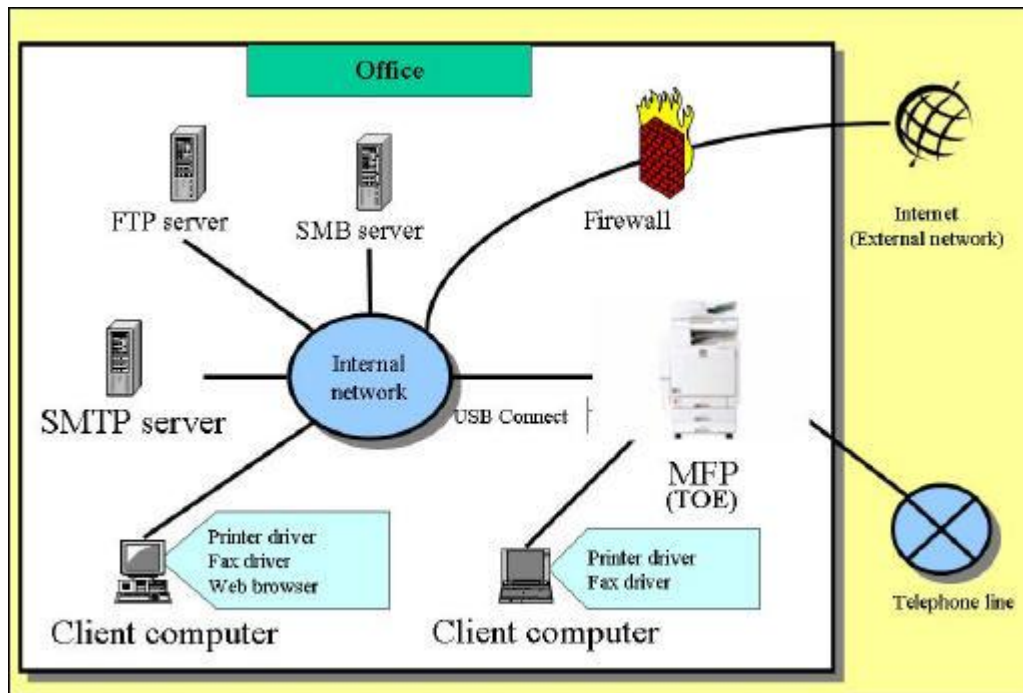 Office
FTP server
SMB server
Firewall
Internet
(External network)
Internal
network
SMTP server
USB Connect
MFP
(TOE)
Printer driver
Fax driver
Web browser
Printer driver
Fax driver
Telephone line
Client computer
Client computer